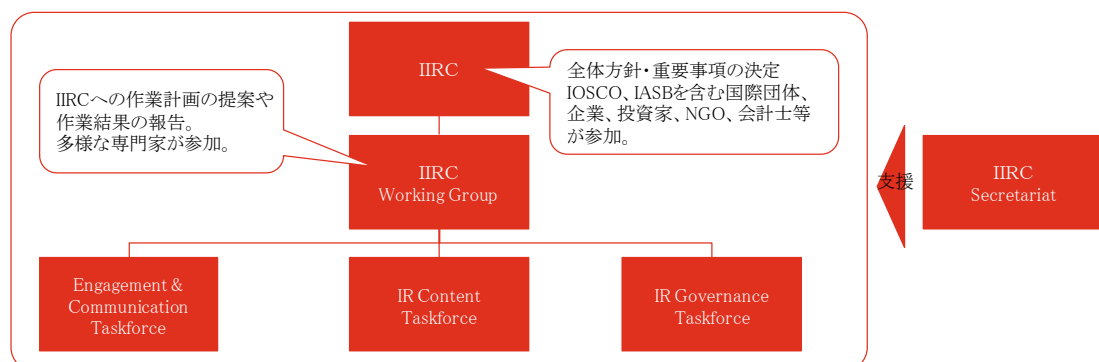 IIRC
全体方針・重要事項の決定
IOSCO、IASBを含む国際団体、
企業、投資家、NGO、会計士等
が参加。
IIRCへの作業計画の提案や
作業結果の報告。
多様な専門家が参加。
IIRC
Working Group
支援
IIRC
Secretariat
Engagement &
Communication
Taskforce
IR Content
Taskforce
IR Governance
Taskforce